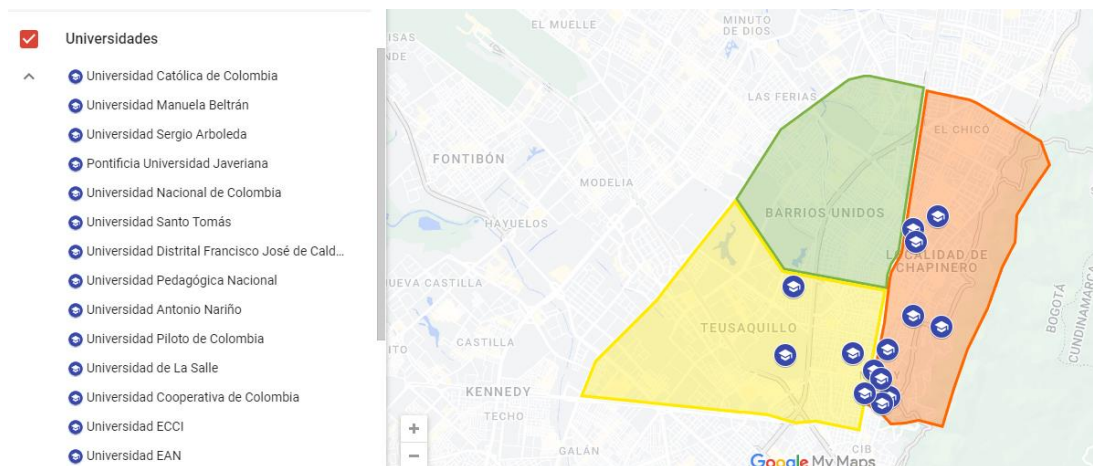 Universidades
Universidad Católica de Colombia
Universidad Manuela Beltrán
Universidad Sergio Arboleda
Pontificia Universidad Javeriana
Universidad Nacional de Colombia
Universidad Santo Tomás
Universidad Distrital Francisco José de Cald...
Universidad Pedagógica Nacional
Universidad Antonio Nariño
Universidad Piloto de Colombia
Universidad de La Salle
Universidad Cooperativa de Colombia
Universidad ECCI
Universidad EAN
EL MUELLE
MINUTO
DE DIOS
LAS FERIAS
EL CHICÓ
FONTIBÓN
MODELIA
HAYUELOS
BARRIOS UNIDOS
LOCALIDAD DE
CHAPINERO
BOGOTÁ
CUNDINAMARCA
TEUSAQUILLO
CASTILLA
KENNEDY
TECHO
GALÁN
CIB
+
−
Google My Maps